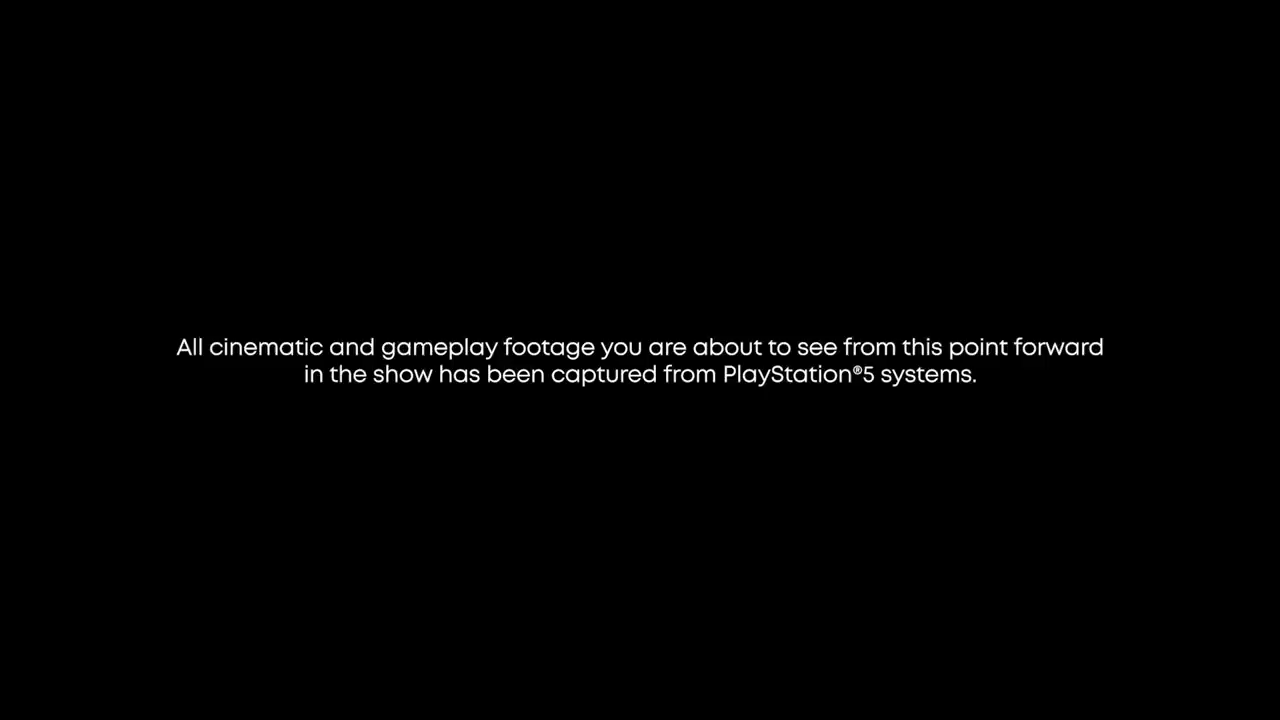 All cinematic and gameplay footage you are about to see from this point forward
in the show has been captured from PlayStation®5 systems.